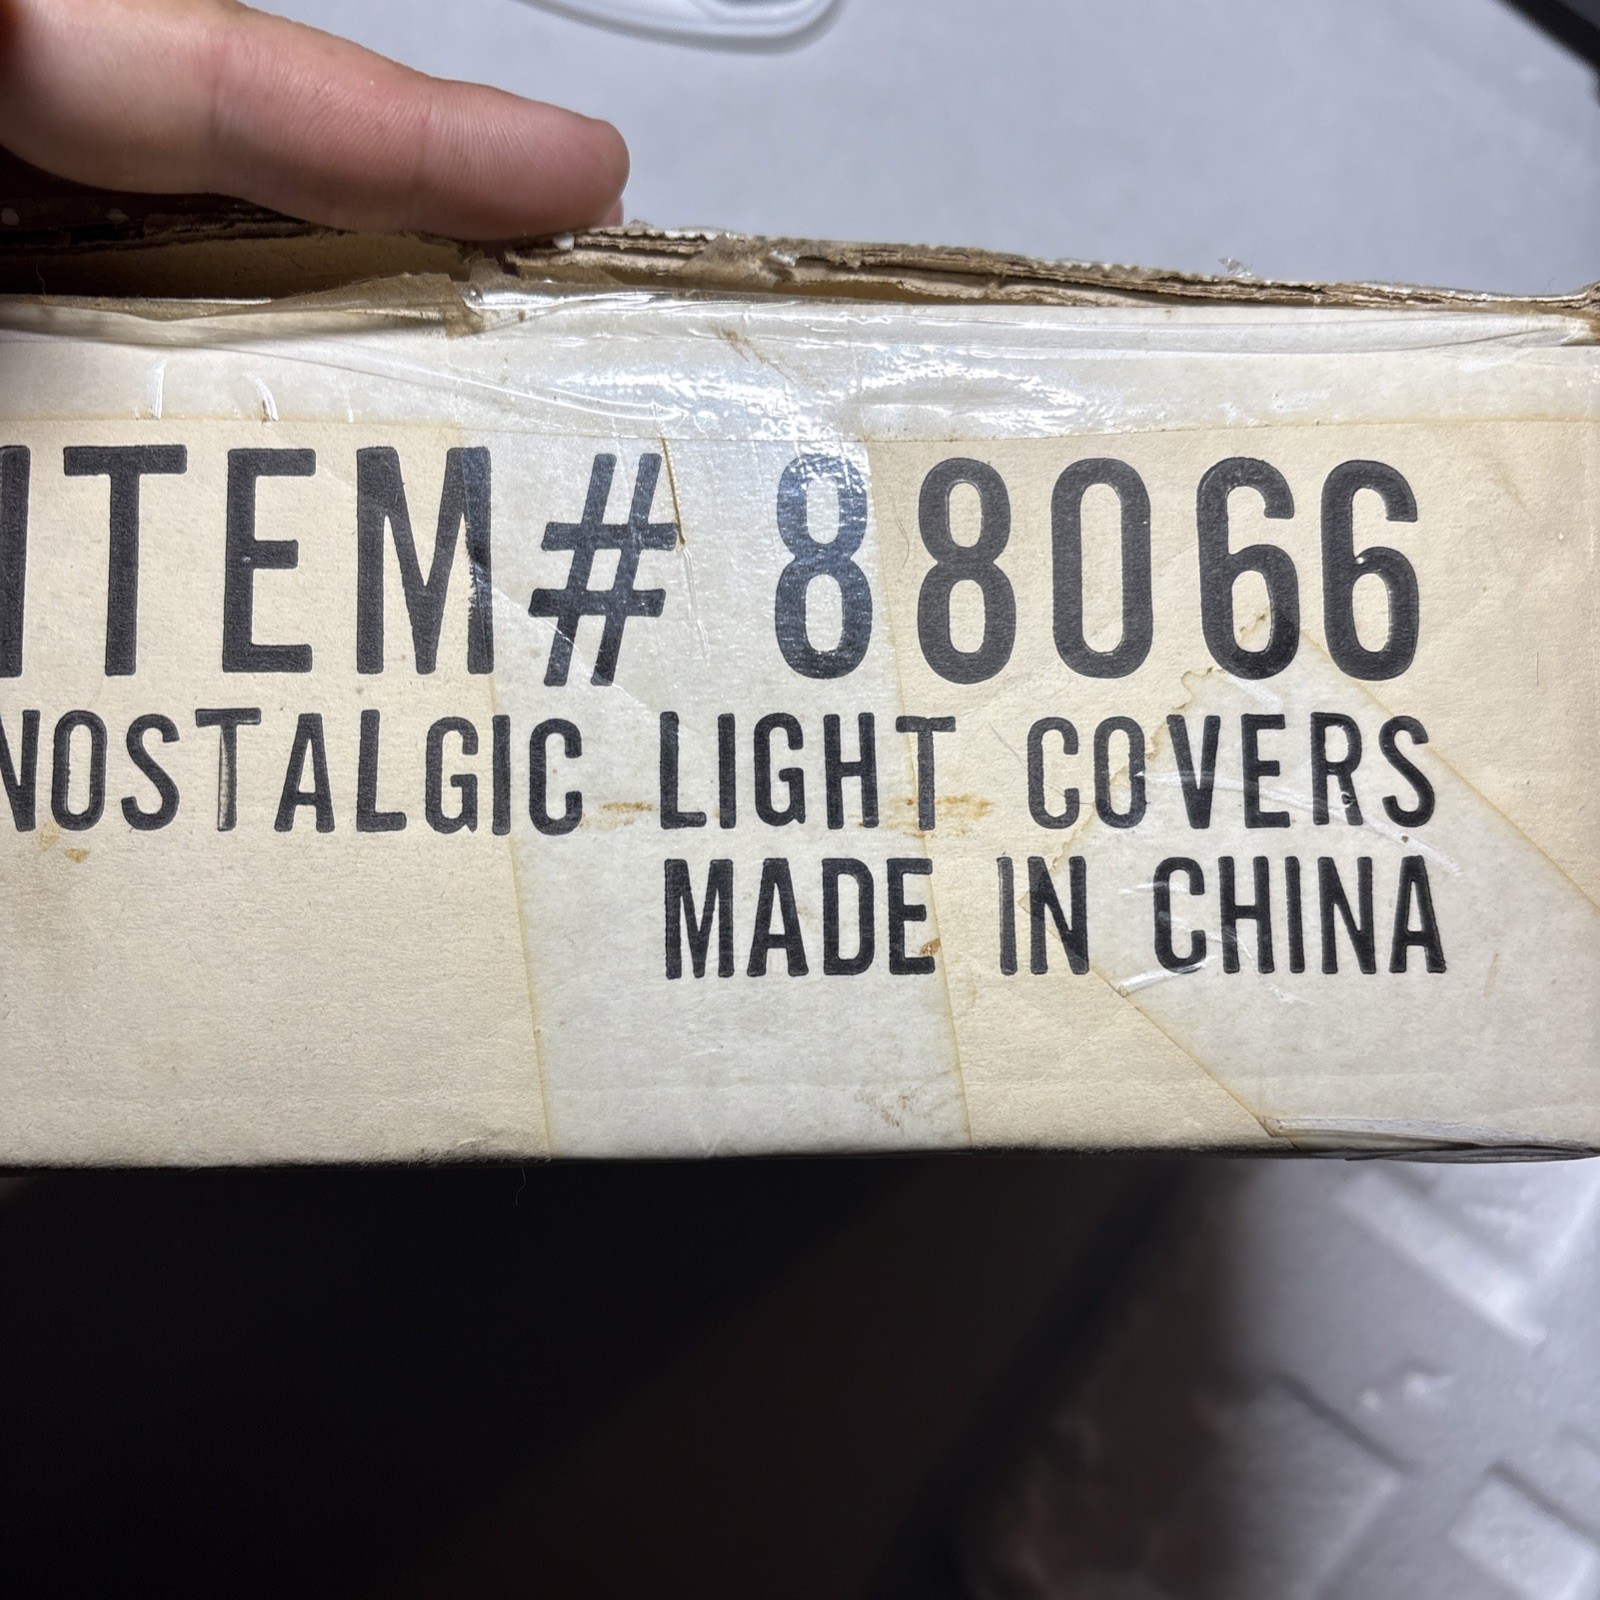 ITEM# 88066
NOSTALGIC LIGHT COVERS
MADE IN CHINA